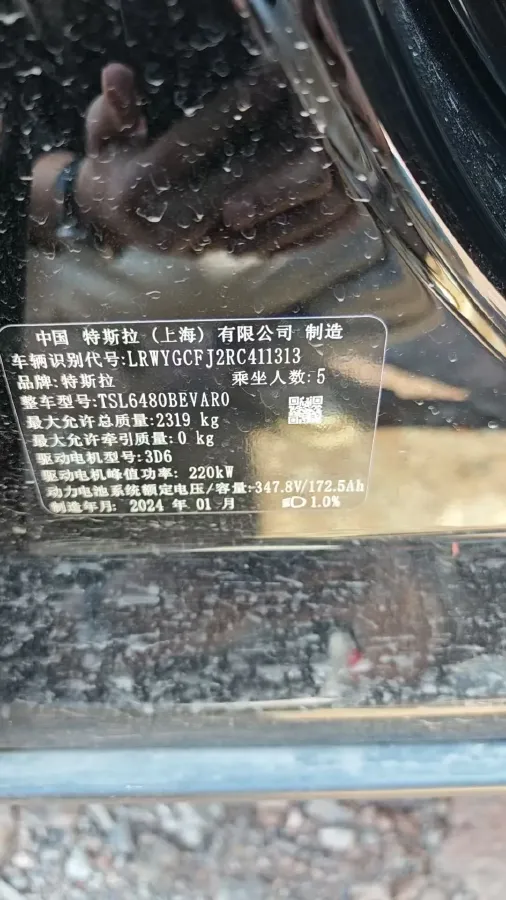 中国 特斯拉(上海)有限公司 制造
车辆识别代号:LRWYGCFJ2RC411313
品牌:特斯拉 乘坐人数:5
整车型号:TSL6480BEVAR0
最大允许总质量:2319 kg
最大允许牵引质量:0 kg
驱动电机型号:3D6
驱动电机峰值功率: 220kW
动力电池系统额定电压/容量:347.8V/172.5Ah
制造年月: 2024 年 01 月 1.0%